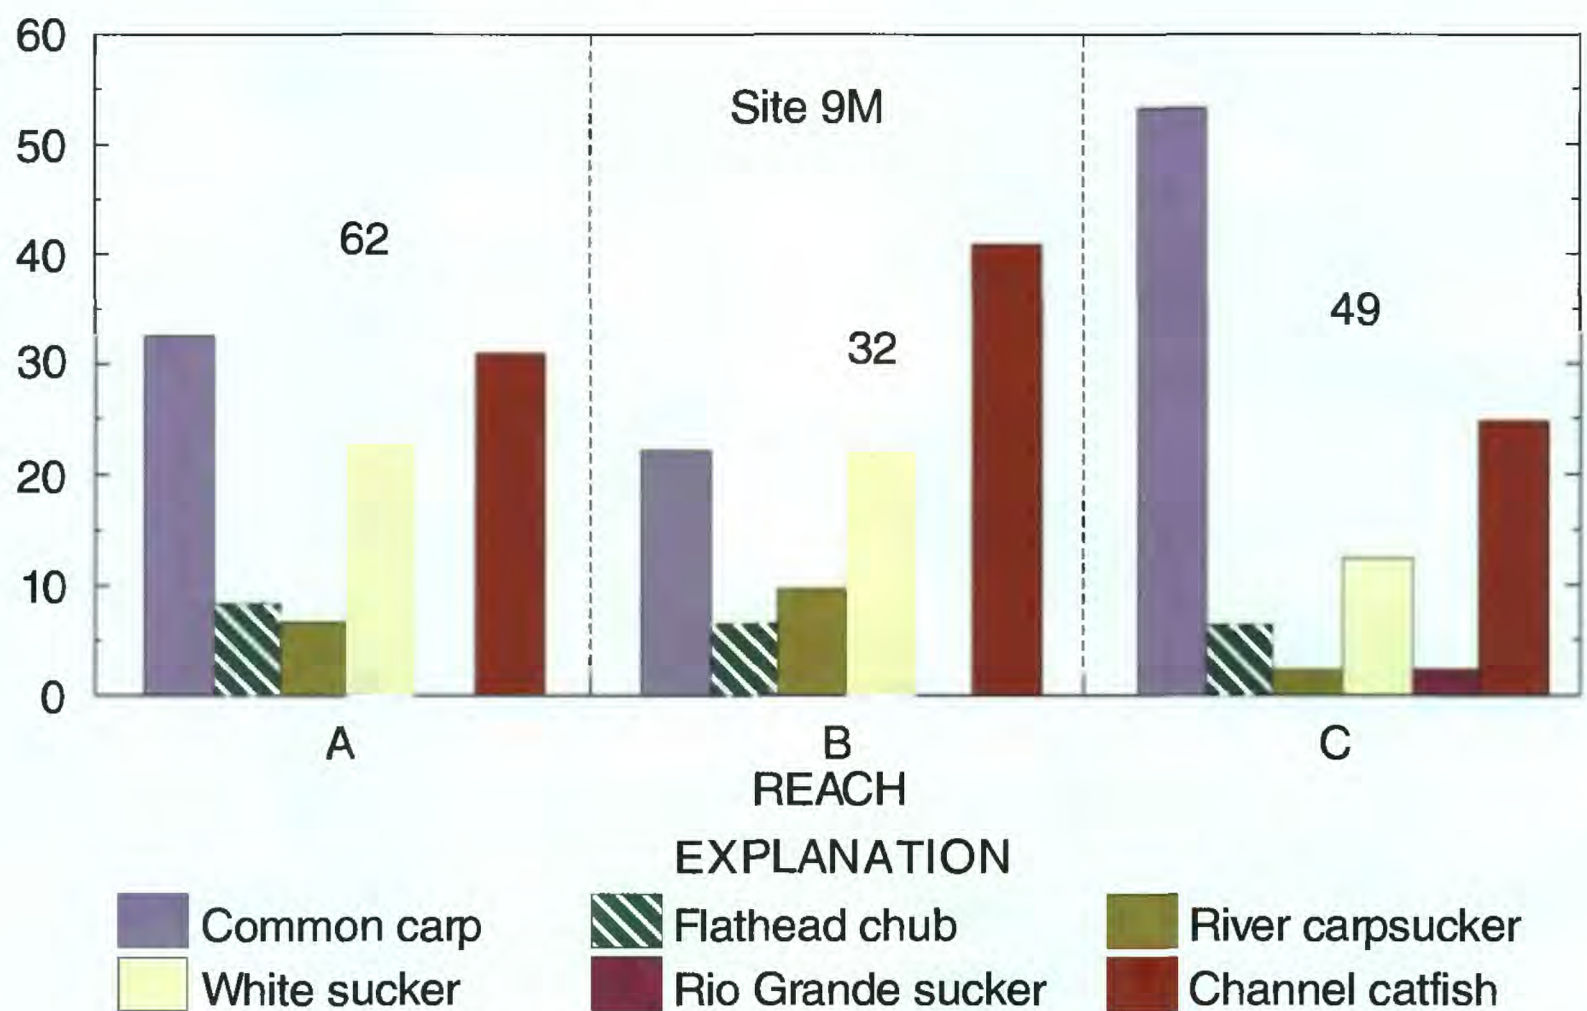 60
Site 9M
50
62
40
49
32
30
20
10
0
A B C
REACH
EXPLANATION
Common carp Flathead chub River carpsucker
White sucker Rio Grande sucker Channel catfish